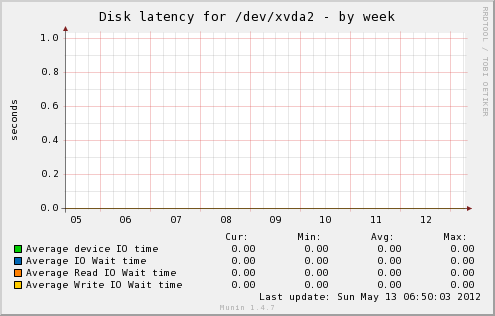 Disk latency for /dev/xvda2 - by week
RRDTOOL / TOBI OETIKER
seconds
1.0
0.8
0.6
0.4
0.2
0.0
05 06 07 08 09 10 11 12
Cur: Min: Avg: Max:
Average device IO time 0.00 0.00 0.00 0.00
Average IO Wait time 0.00 0.00 0.00 0.00
Average Read IO Wait time 0.00 0.00 0.00 0.00
Average Write IO Wait time 0.00 0.00 0.00 0.00
Last update: Sun May 13 06:50:03 2012
Munin 1.4.7